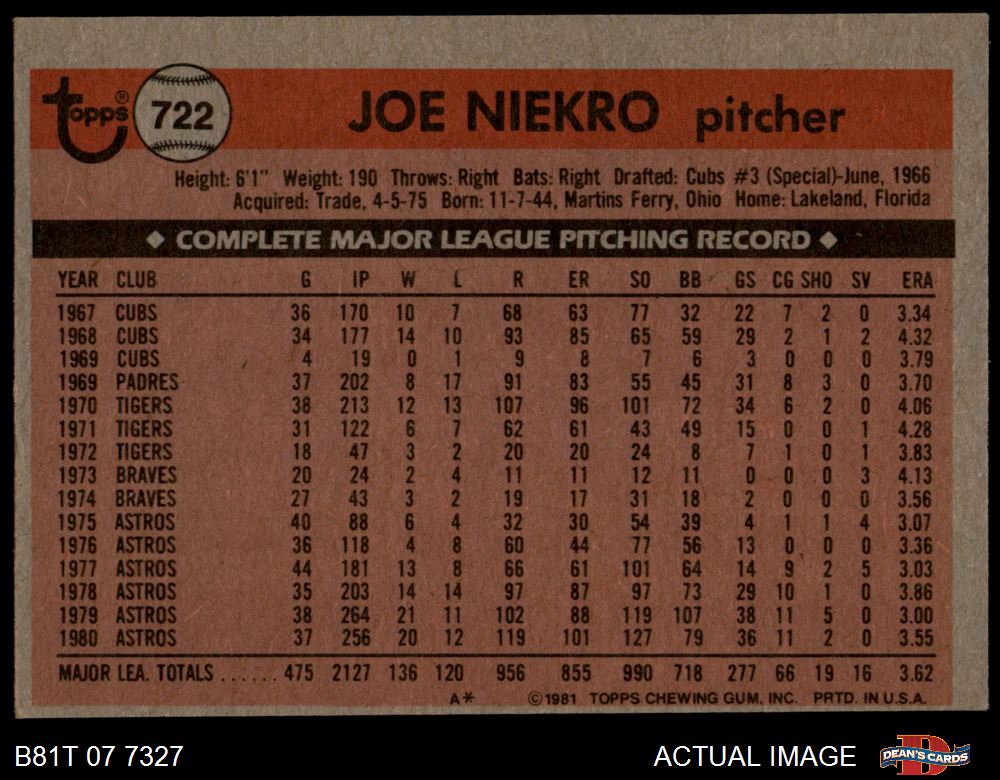 topps® 722 JOE NIEKRO pitcher
Height: 6'1" Weight: 190 Throws: Right Bats: Right Drafted: Cubs #3 (Special)-June, 1966
Acquired: Trade, 4-5-75 Born: 11-7-44, Martins Ferry, Ohio Home: Lakeland, Florida
◆ COMPLETE MAJOR LEAGUE PITCHING RECORD ◆
YEAR CLUB G IP W L R ER SO BB GS CG SHO SV ERA
1967 CUBS 36 170 10 7 68 63 77 32 22 7 2 0 3.34
1968 CUBS 34 177 14 10 93 85 65 59 29 2 1 2 4.32
1969 CUBS 4 19 0 1 9 8 7 6 3 0 0 0 3.79
1969 PADRES 37 202 8 17 91 83 55 45 31 8 3 0 3.70
1970 TIGERS 38 213 12 13 107 96 101 72 34 6 2 0 4.06
1971 TIGERS 31 122 6 7 62 61 43 49 15 0 0 1 4.28
1972 TIGERS 18 47 3 2 20 20 24 8 7 1 0 1 3.83
1973 BRAVES 20 24 2 4 11 11 12 11 0 0 0 3 4.13
1974 BRAVES 27 43 3 2 19 17 31 18 2 0 0 0 3.56
1975 ASTROS 40 88 6 4 32 30 54 39 4 1 1 4 3.07
1976 ASTROS 36 118 4 8 60 44 77 56 13 0 0 0 3.36
1977 ASTROS 44 181 13 8 66 61 101 64 14 9 2 5 3.03
1978 ASTROS 35 203 14 14 97 87 97 73 29 10 1 0 3.86
1979 ASTROS 38 264 21 11 102 88 119 107 38 11 5 0 3.00
1980 ASTROS 37 256 20 12 119 101 127 79 36 11 2 0 3.55
MAJOR LEA. TOTALS ...... 475 2127 136 120 956 855 990 718 277 66 19 16 3.62
A* ©1981 TOPPS CHEWING GUM, INC. PRTD. IN U.S.A.
B81T 07 7327 ACTUAL IMAGE DEAN'S CARDS